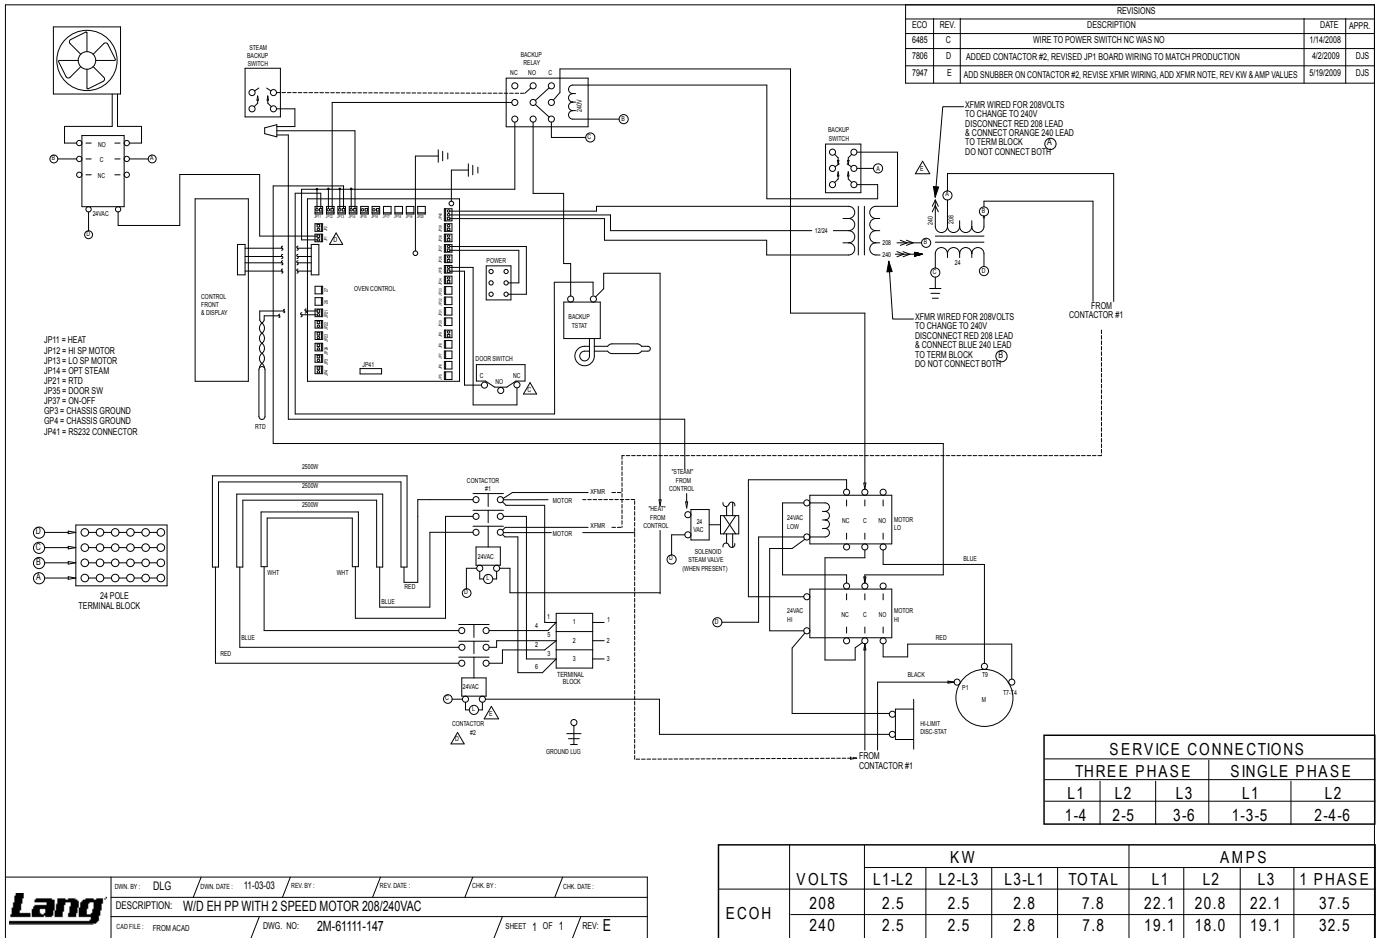 REVISIONS
ECO REV. DESCRIPTION DATE APPR.
6485 C WIRE TO POWER SWITCH NC WAS NO 1/14/2008
7806 D ADDED CONTACTOR #2, REVISED JP1 BOARD WIRING TO MATCH PRODUCTION 4/2/2009 DJS
7947 E ADD SNUBBER ON CONTACTOR #2, REVISE XFMR WIRING, ADD XFMR NOTE, REV KW & AMP VALUES 5/19/2009 DJS
STEAM
BACKUP
SWITCH
BACKUP
RELAY
NC NO C
240V
B
C
BACKUP
SWITCH
A
E
XFMR WIRED FOR 208VOLTS
TO CHANGE TO 240V
DISCONNECT RED 208 LEAD
& CONNECT ORANGE 240 LEAD
TO TERM BLOCK A
DO NOT CONNECT BOTH
NO
B C A
NC
24VAC
D
12/24
208
240
240
208
A
B
B
24
C
D
FROM
CONTACTOR #1
XFMR WIRED FOR 208VOLTS
TO CHANGE TO 240V
DISCONNECT RED 208 LEAD
& CONNECT BLUE 240 LEAD
TO TERM BLOCK B
DO NOT CONNECT BOTH
CONTROL
FRONT
& DISPLAY
D
OVEN CONTROL
JP41
POWER
BACKUP
TSTAT
DOOR SWITCH
C NO NC
C
RTD
JP11 = HEAT
JP12 = HI SP MOTOR
JP13 = LO SP MOTOR
JP14 = OPT STEAM
JP21 = RTD
JP35 = DOOR SW
JP37 = ON-OFF
GP3 = CHASSIS GROUND
GP4 = CHASSIS GROUND
JP41 = RS232 CONNECTOR
2500W
2500W
2500W
WHT WHT
BLUE RED
BLUE
RED
CONTACTOR
#1
XFMR
MOTOR
XFMR
MOTOR
24VAC
L
D
"HEAT"
FROM
CONTROL
"STEAM"
FROM
CONTROL
24
VAC
D
SOLENOID
STEAM VALVE
(WHEN PRESENT)
24VAC
LOW
NC C NO
MOTOR
LO
BLUE
24VAC
HI
NC C NO
MOTOR
HI
D
RED
BLACK
P1
T9
T7-T4
M
HI-LIMIT
DISC-STAT
FROM
CONTACTOR #1
D
C
B
A
24 POLE
TERMINAL BLOCK
1
4
5
2
3
6
1 1
2 2
3 3
TERMINAL
BLOCK
24VAC
C
L
E
CONTACTOR
#2
D
GROUND LUG
SERVICE CONNECTIONS
THREE PHASE SINGLE PHASE
L1 L2 L3 L1 L2
1-4 2-5 3-6 1-3-5 2-4-6
KW AMPS
VOLTS L1-L2 L2-L3 L3-L1 TOTAL L1 L2 L3 1 PHASE
ECOH
208 2.5 2.5 2.8 7.8 22.1 20.8 22.1 37.5
240 2.5 2.5 2.8 7.8 19.1 18.0 19.1 32.5
Lang
DWN. BY : DLG DWN. DATE : 11-03-03 REV. BY : REV. DATE : CHK. BY : CHK. DATE :
DESCRIPTION: W/D EH PP WITH 2 SPEED MOTOR 208/240VAC
CAD FILE : FROM ACAD DWG. NO: 2M-61111-147 SHEET 1 OF 1 REV: E